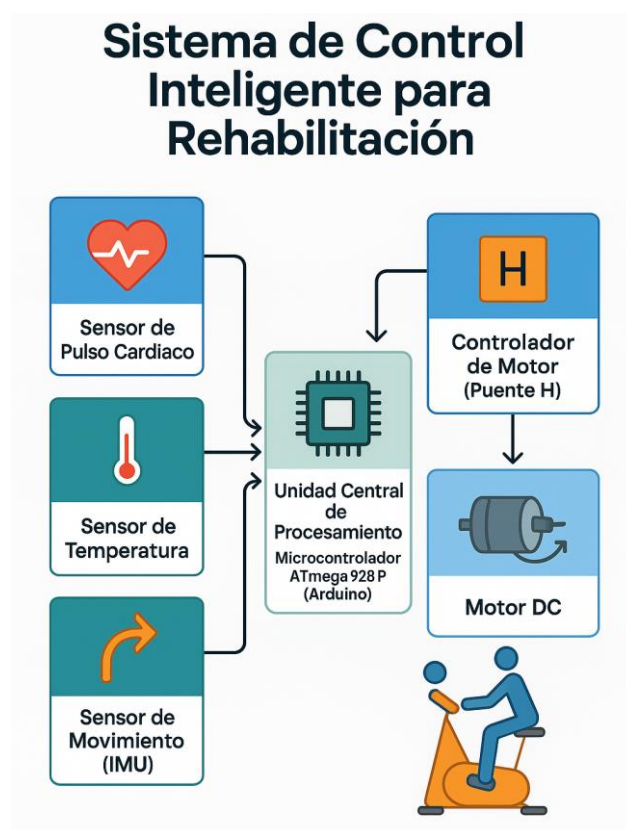 Sistema de Control
Inteligente para
Rehabilitación
Sensor de
Pulso Cardiaco
Sensor de
Temperatura
Sensor de
Movimiento
(IMU)
Unidad Central
de
Procesamiento
Microcontrolador
ATmega 928 P
(Arduino)
H
Controlador
de Motor
(Puente H)
Motor DC